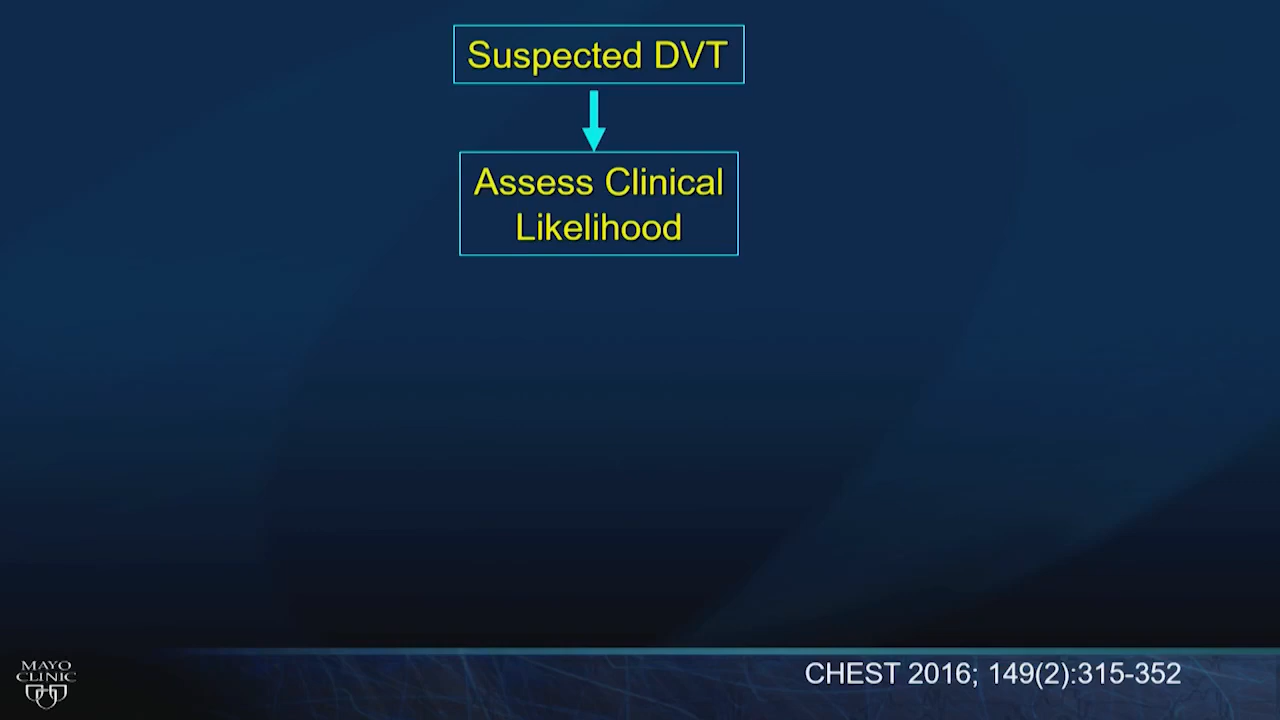 Suspected DVT
Assess Clinical
Likelihood
MAYO
CLINIC
CHEST 2016; 149(2):315-352